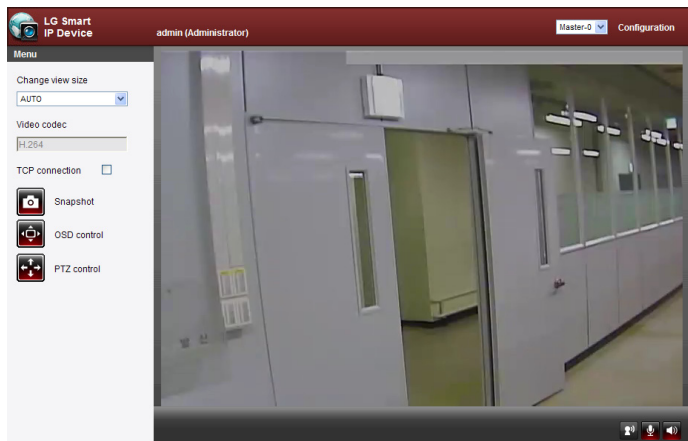 LG Smart
IP Device
admin (Administrator)
Master-0
Configuration
Menu
Change view size
AUTO
Video codec
H.264
TCP connection
Snapshot
OSD control
PTZ control